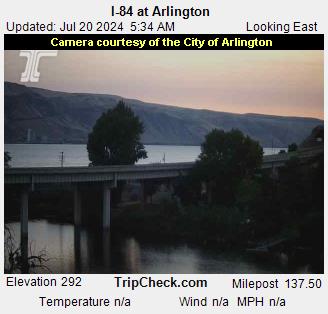 I-84 at Arlington
Updated: Jul 20 2024 5:34 AM Looking East
Camera courtesy of the City of Arlington
Elevation 292 TripCheck.com Milepost 137.50
Temperature n/a Wind n/a MPH n/a